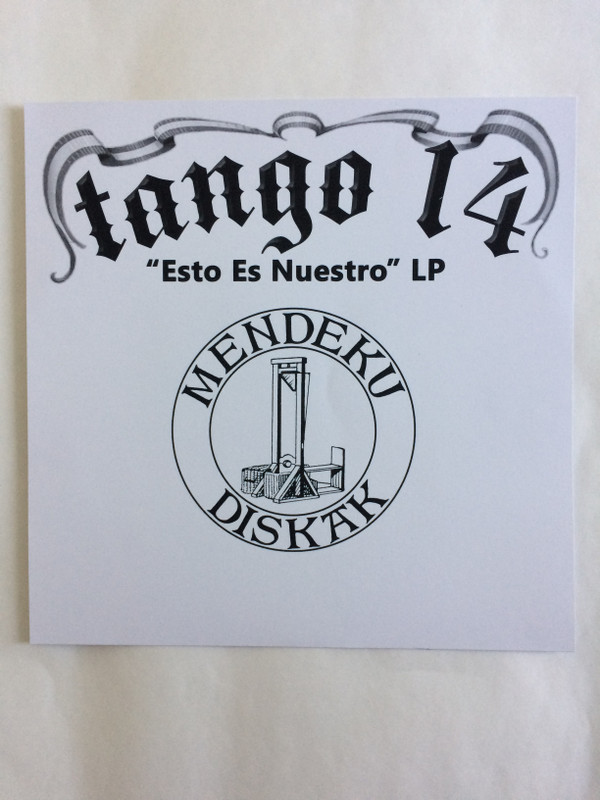 tango 14
“Esto Es Nuestro” LP
MENDEKU
DISKAK